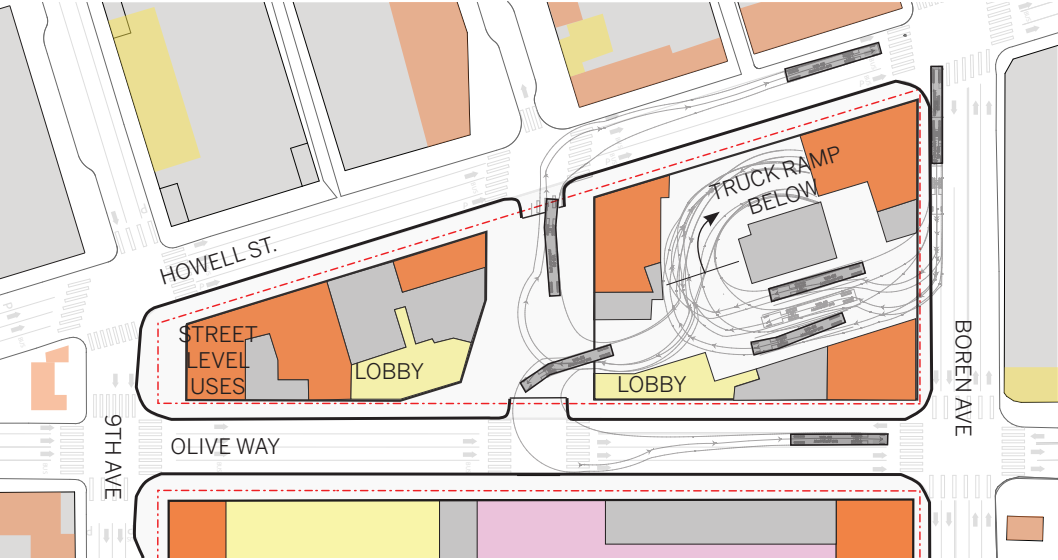 TRUCK RAMP
BELOW
HOWELL ST.
STREET
LEVEL
USES
LOBBY
LOBBY
BOREN AVE
9TH AVE
OLIVE WAY